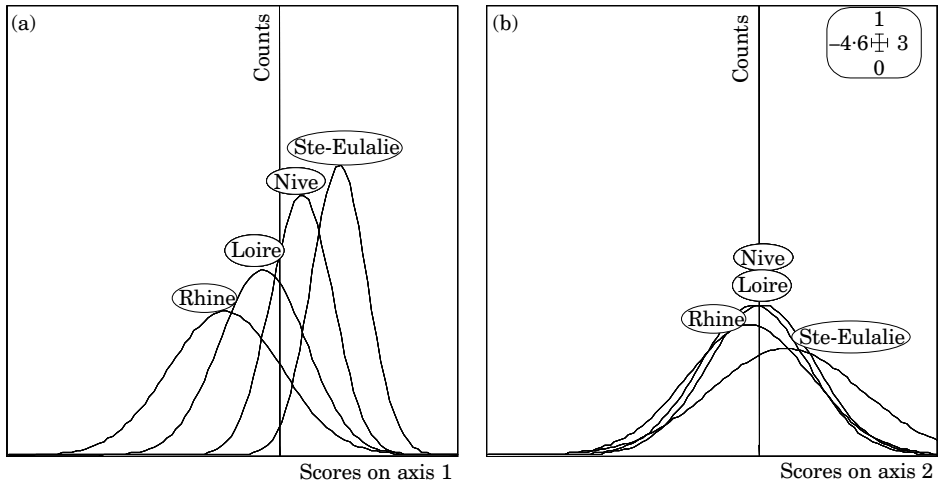 (a)
Counts
Ste-Eulalie
Nive
Loire
Rhine
Scores on axis 1
(b)
Counts
1
–4·6 3
0
Nive
Loire
Rhine
Ste-Eulalie
Scores on axis 2